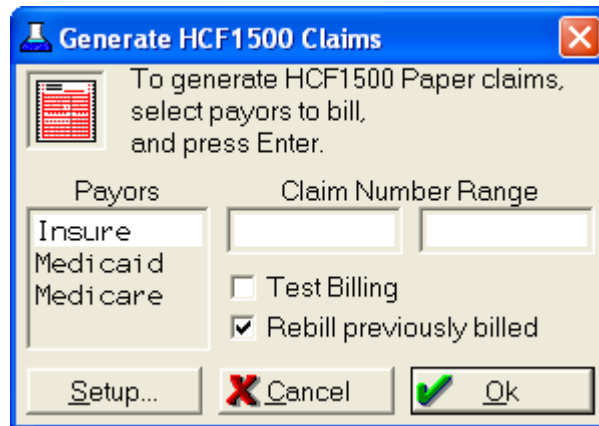 Generate HCF1500 Claims
To generate HCF1500 Paper claims,
select payors to bill,
and press Enter.
Payors
Claim Number Range
Insure
Medicaid
Medicare
Test Billing
Rebill previously billed
Setup...
Cancel
Ok